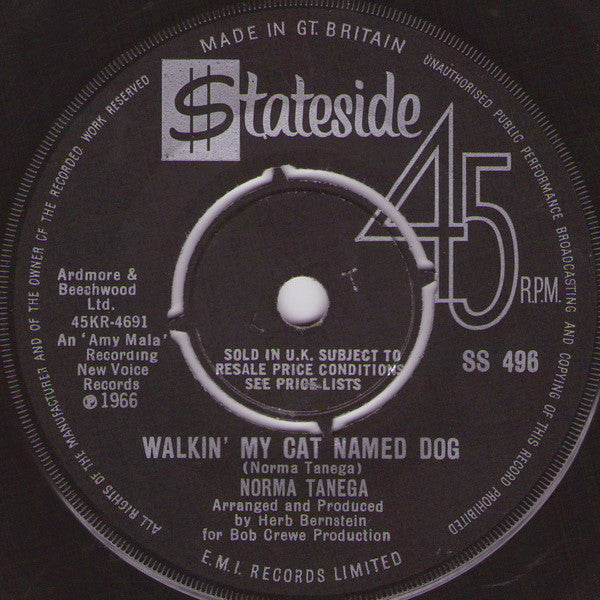 MADE IN GT. BRITAIN
UNAUTHORISED PUBLIC PERFORMANCE BROADCASTING AND COPYING OF THIS RECORD PROHIBITED
ALL RIGHTS OF THE MANUFACTURER AND OF THE OWNER OF THE RECORDED WORK RESERVED
$tateside
45
R.P.M.
Ardmore &
Beechwood
Ltd.
45KR-4691
An 'Amy Mala'
Recording
New Voice
Records
℗ 1966
T
SOLD IN U.K. SUBJECT TO
RESALE PRICE CONDITIONS
SEE PRICE LISTS
SS 496
WALKIN' MY CAT NAMED DOG
(Norma Tanega)
NORMA TANEGA
Arranged and Produced
by Herb Bernstein
for Bob Crewe Production
E.M.I. RECORDS LIMITED